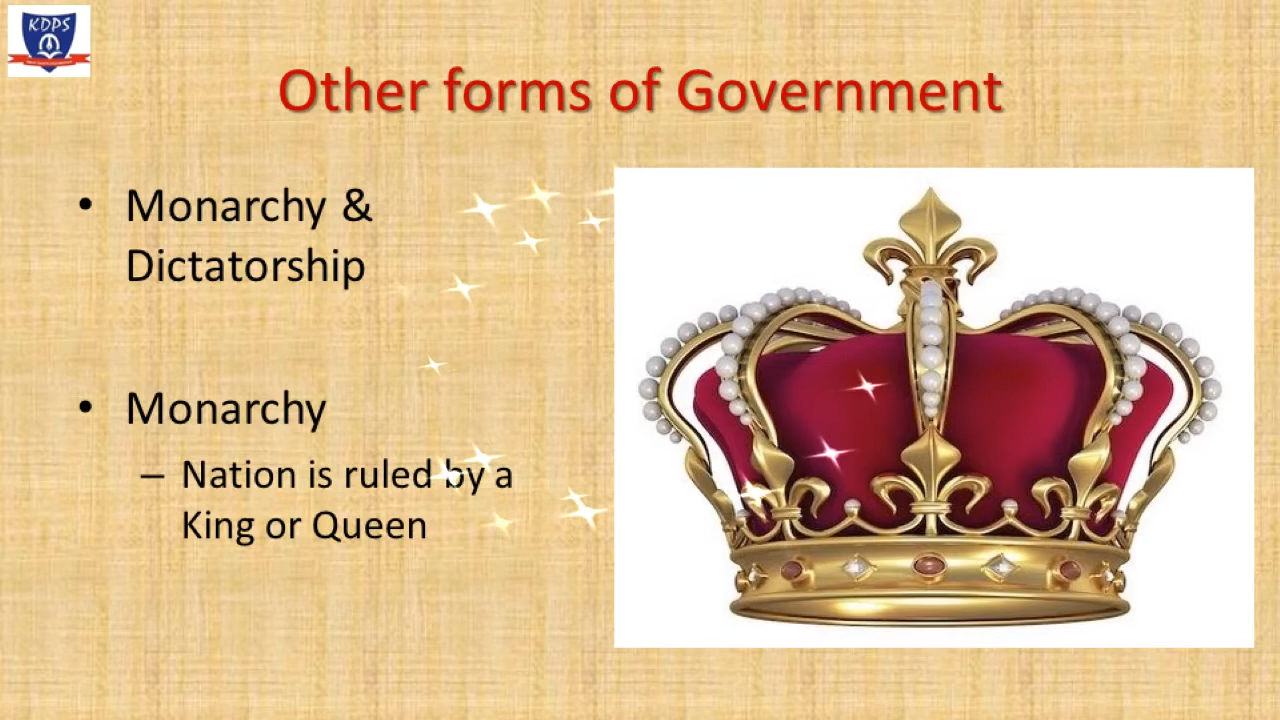 KDPS
Other forms of Government
• Monarchy &
Dictatorship
• Monarchy
– Nation is ruled by a
King or Queen